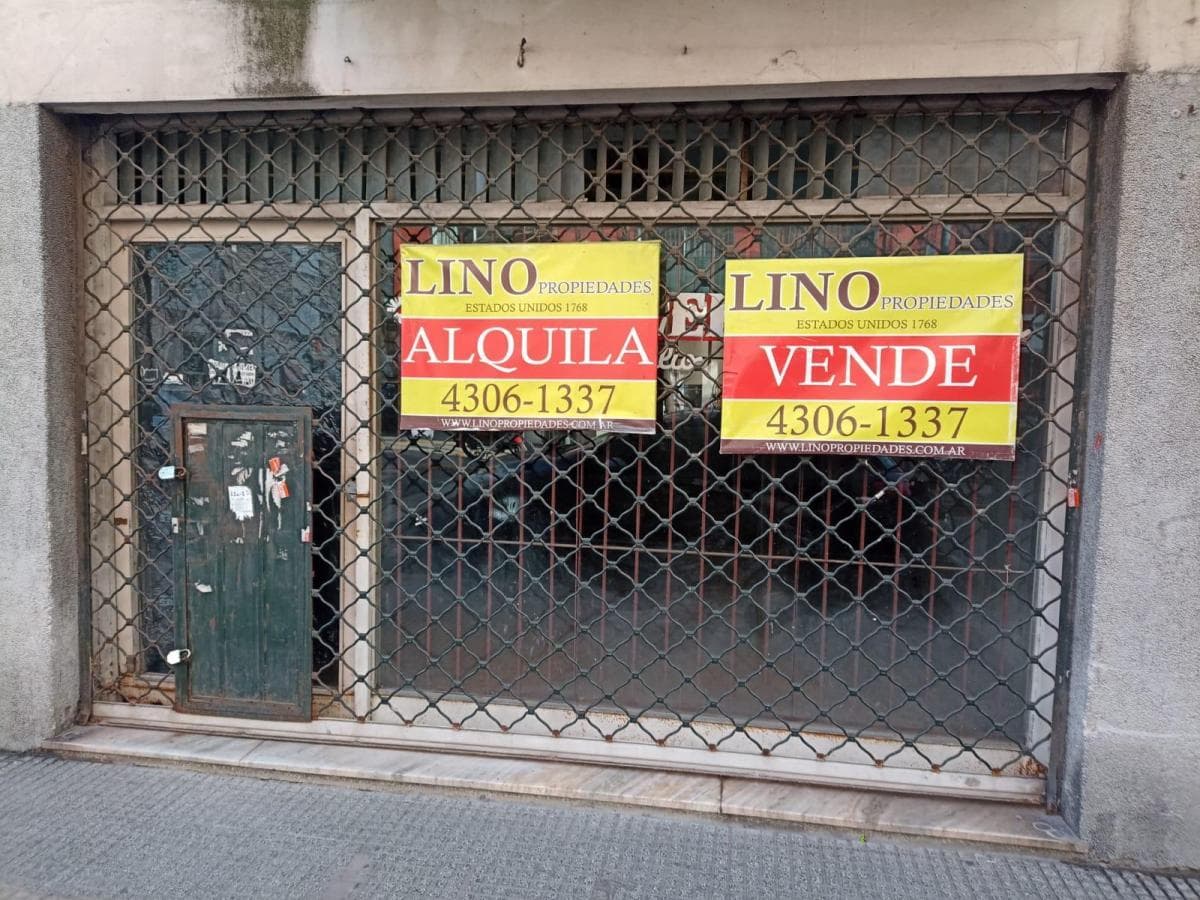 LINO PROPIEDADES
ESTADOS UNIDOS 1768
ALQUILA
4306-1337
WWW.LINOPROPIEDADES.COM.AR
LINO PROPIEDADES
ESTADOS UNIDOS 1768
VENDE
4306-1337
WWW.LINOPROPIEDADES.COM.AR